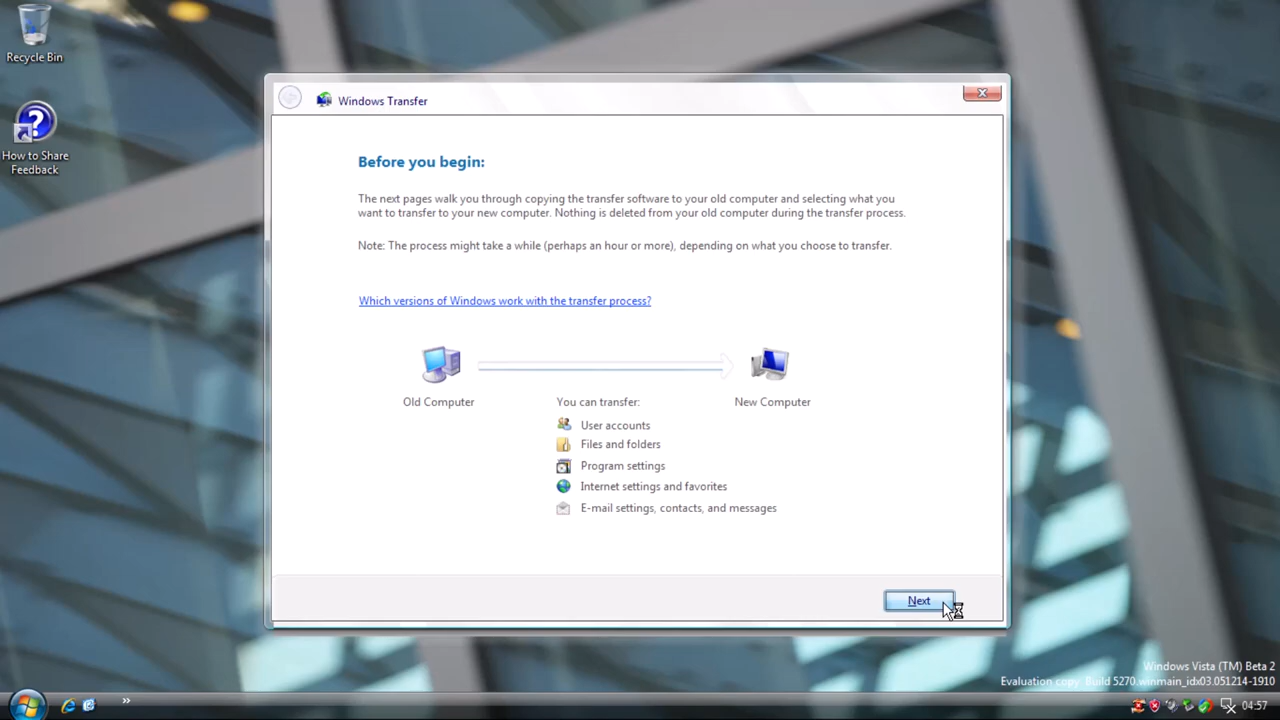 Recycle Bin
How to Share
Feedback
Windows Transfer
Before you begin:
The next pages walk you through copying the transfer software to your old computer and selecting what you
want to transfer to your new computer. Nothing is deleted from your old computer during the transfer process.
Note: The process might take a while (perhaps an hour or more), depending on what you choose to transfer.
Which versions of Windows work with the transfer process?
Old Computer
New Computer
You can transfer:
User accounts
Files and folders
Program settings
Internet settings and favorites
E-mail settings, contacts, and messages
Next
Windows Vista (TM) Beta 2
Evaluation copy. Build 5270.winmain_idx03.051214-1910
04:57